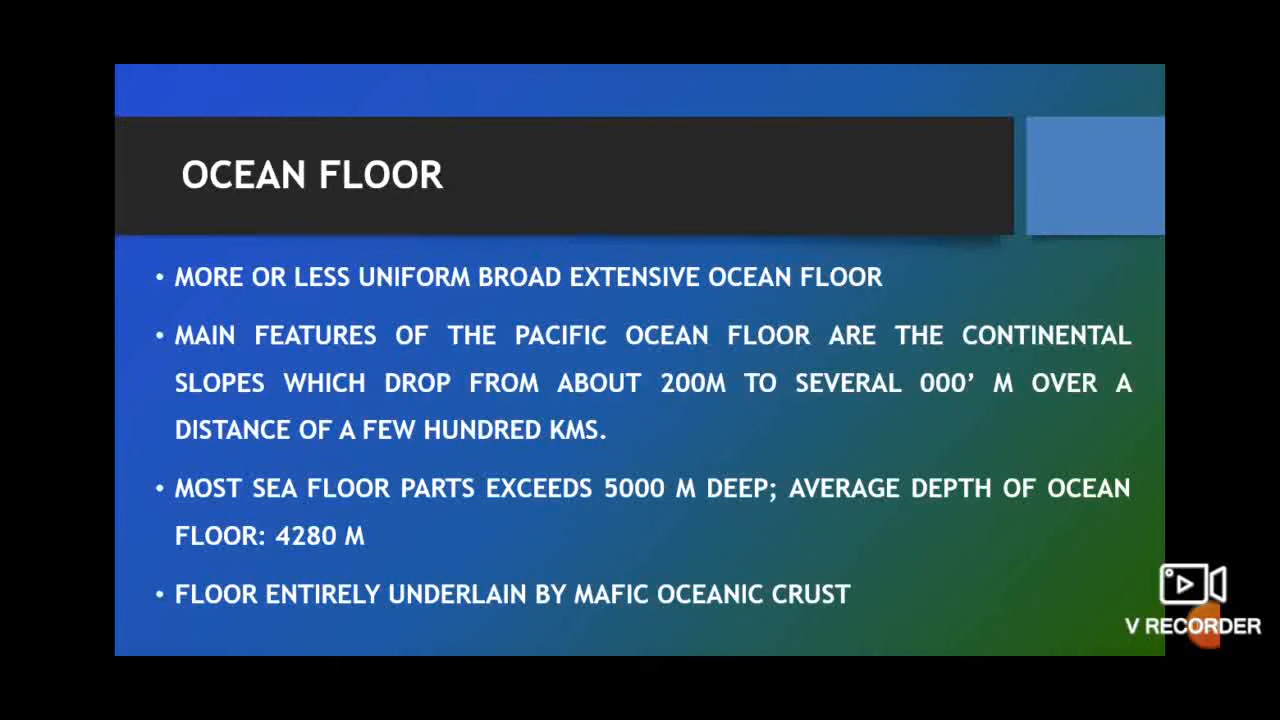 OCEAN FLOOR
• MORE OR LESS UNIFORM BROAD EXTENSIVE OCEAN FLOOR
• MAIN FEATURES OF THE PACIFIC OCEAN FLOOR ARE THE CONTINENTAL
SLOPES WHICH DROP FROM ABOUT 200M TO SEVERAL 000’ M OVER A
DISTANCE OF A FEW HUNDRED KMS.
• MOST SEA FLOOR PARTS EXCEEDS 5000 M DEEP; AVERAGE DEPTH OF OCEAN
FLOOR: 4280 M
• FLOOR ENTIRELY UNDERLAIN BY MAFIC OCEANIC CRUST
V RECORDER